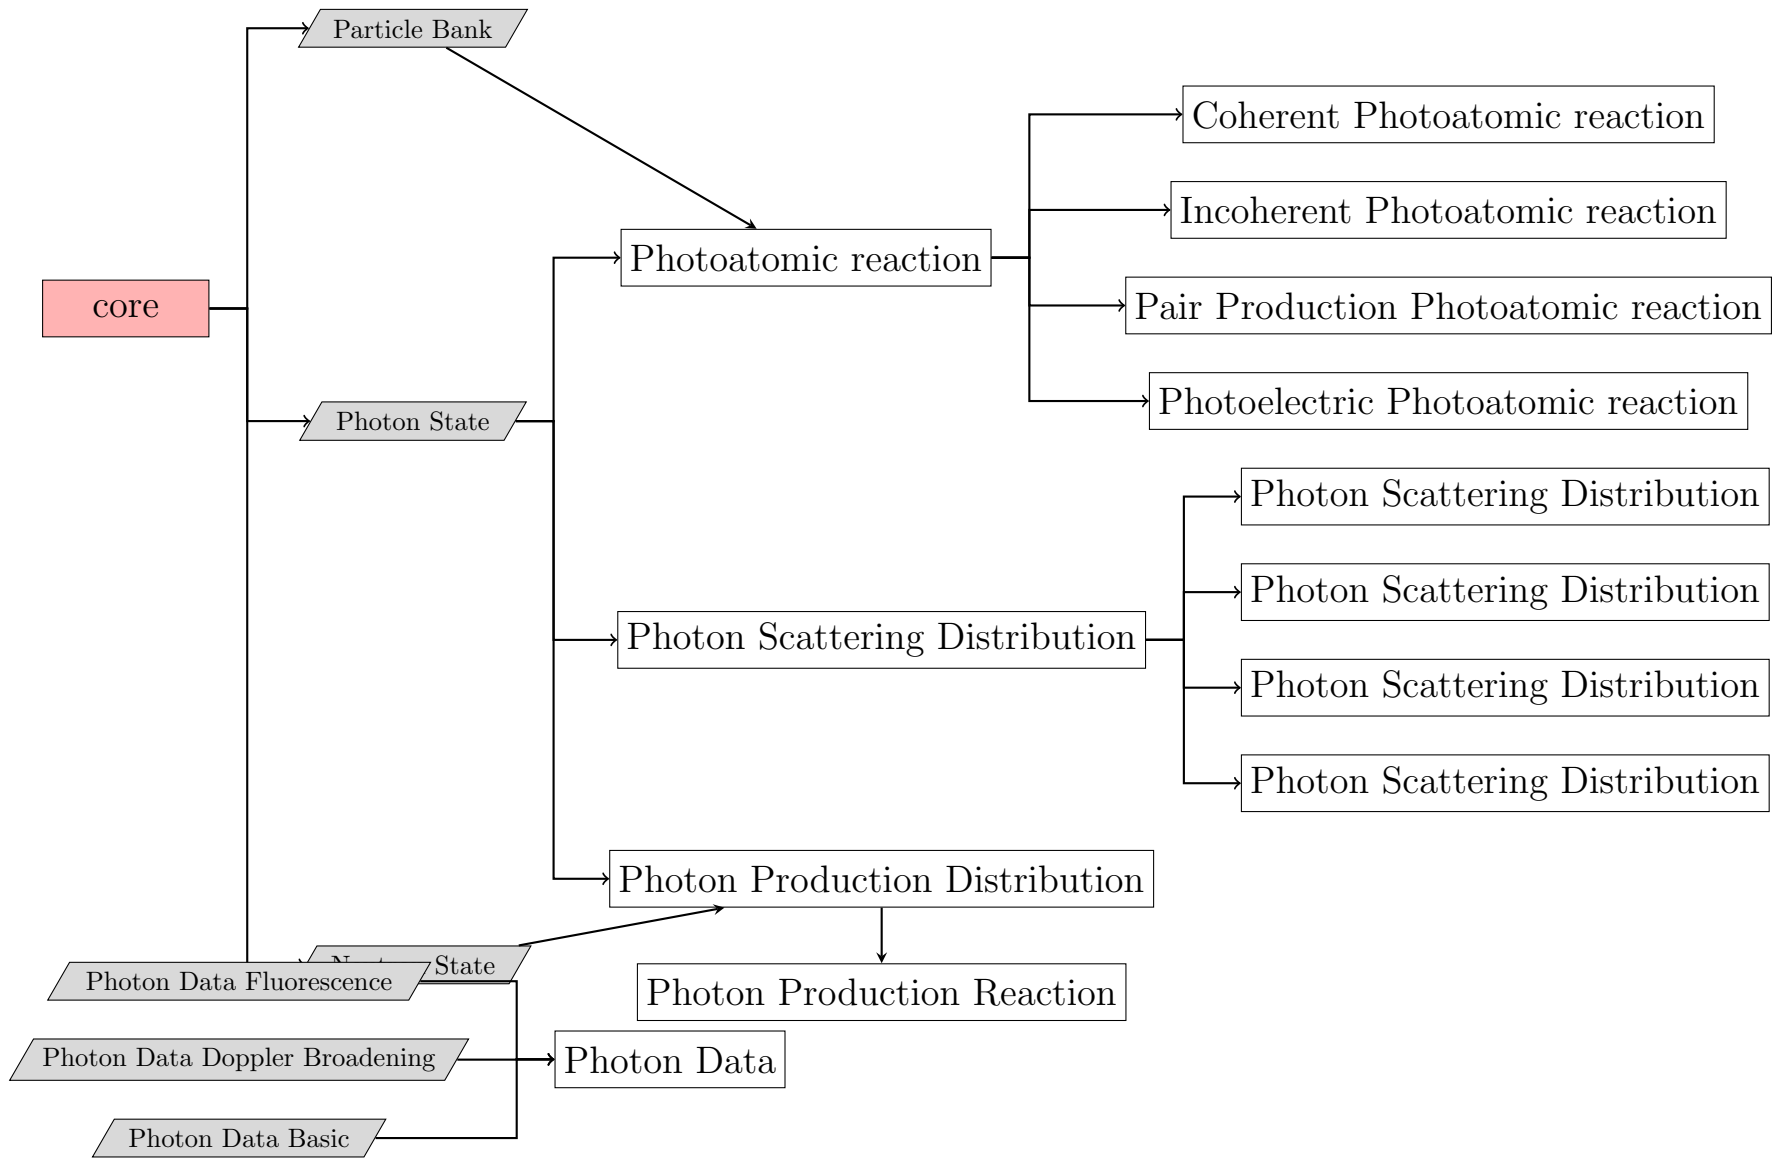 Particle Bank
Coherent Photoatomic reaction
Incoherent Photoatomic reaction
Photoatomic reaction
core
Pair Production Photoatomic reaction
Photoelectric Photoatomic reaction
Photon State
Photon Scattering Distribution
Photon Scattering Distribution
Photon Scattering Distribution
Photon Scattering Distribution
Photon Scattering Distribution
Photon Production Distribution
State
Photon Data Fluorescence
Photon Production Reaction
Photon Data Doppler Broadening
Photon Data
Photon Data Basic